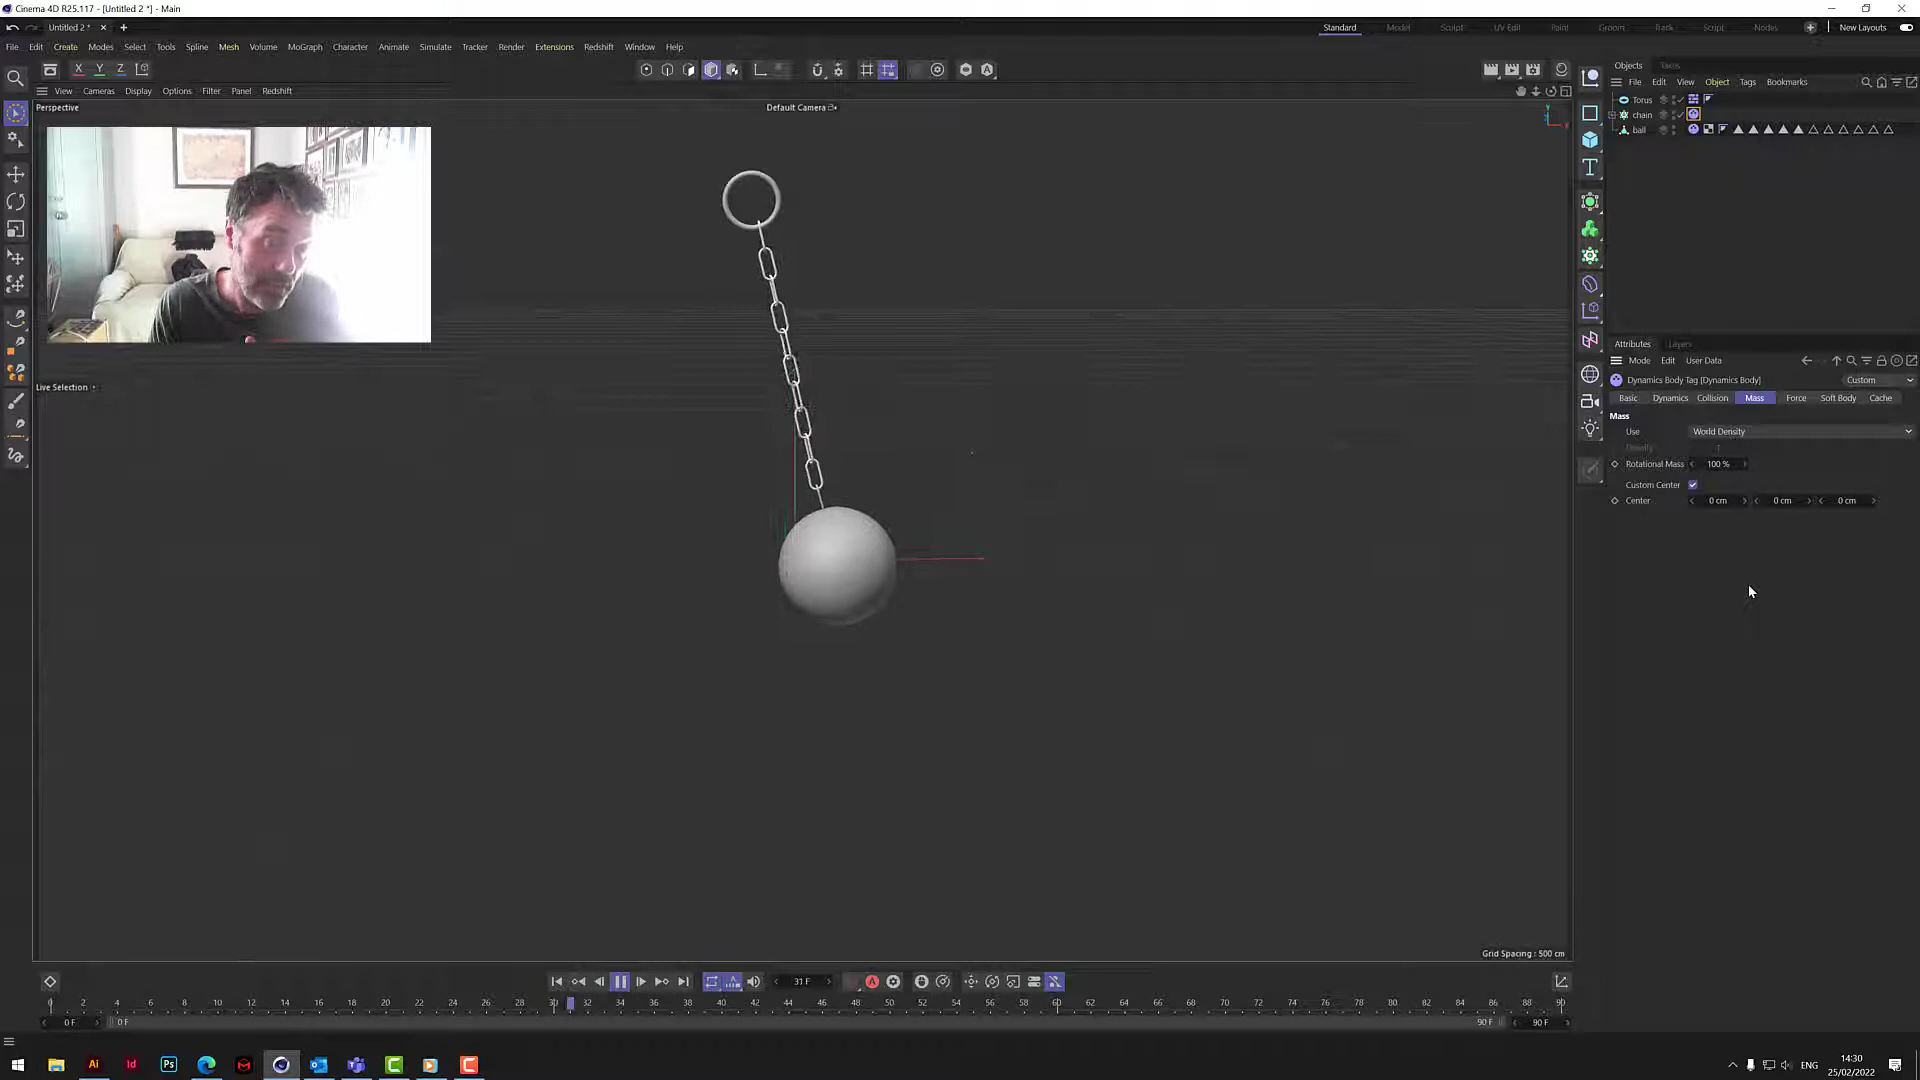 Cinema 4D R25.117 - [Untitled 2 *] - Main
Untitled 2 *
Standard Model Sculpt UV Edit Paint Groom Track Script Nodes New Layouts
File Edit Create Modes Select Tools Spline Mesh Volume MoGraph Character Animate Simulate Tracker Render Extensions Redshift Window Help
X Y Z
View Cameras Display Options Filter Panel Redshift
Perspective
Default Camera
Live Selection
Grid Spacing : 500 cm
Objects Takes
File Edit View Object Tags Bookmarks
Torus
chain
ball
Attributes Layers
Mode Edit User Data
Dynamics Body Tag [Dynamics Body]
Custom
Basic Dynamics Collision Mass Force Soft Body Cache
Mass
Use World Density
Density 1
Rotational Mass 100 %
Custom Center
Center 0 cm 0 cm 0 cm
31 F
0 2 4 6 8 10 12 14 16 18 20 22 24 26 28 30 32 34 36 38 40 42 44 46 48 50 52 54 56 58 60 62 64 66 68 70 72 74 76 78 80 82 84 86 88 90
0 F 0 F 90 F 90 F
Ai Id Ps
ENG
14:30
25/02/2022